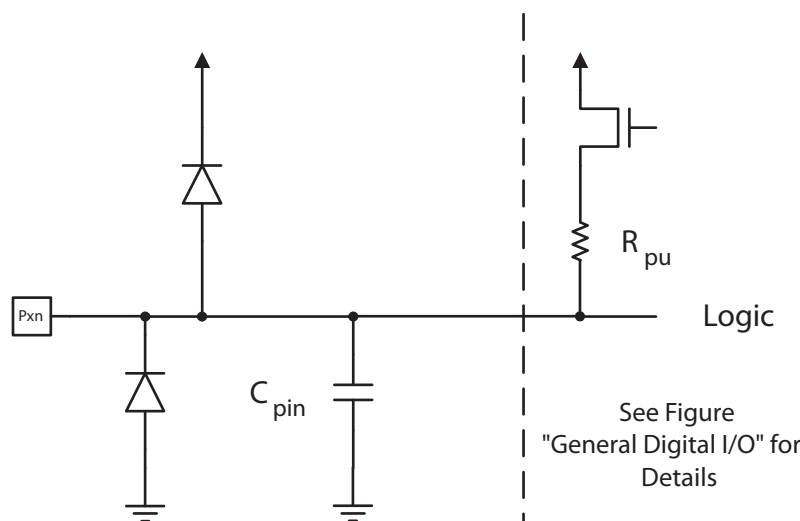 Pxn
R pu
Logic
C pin
See Figure
"General Digital I/O" for
Details